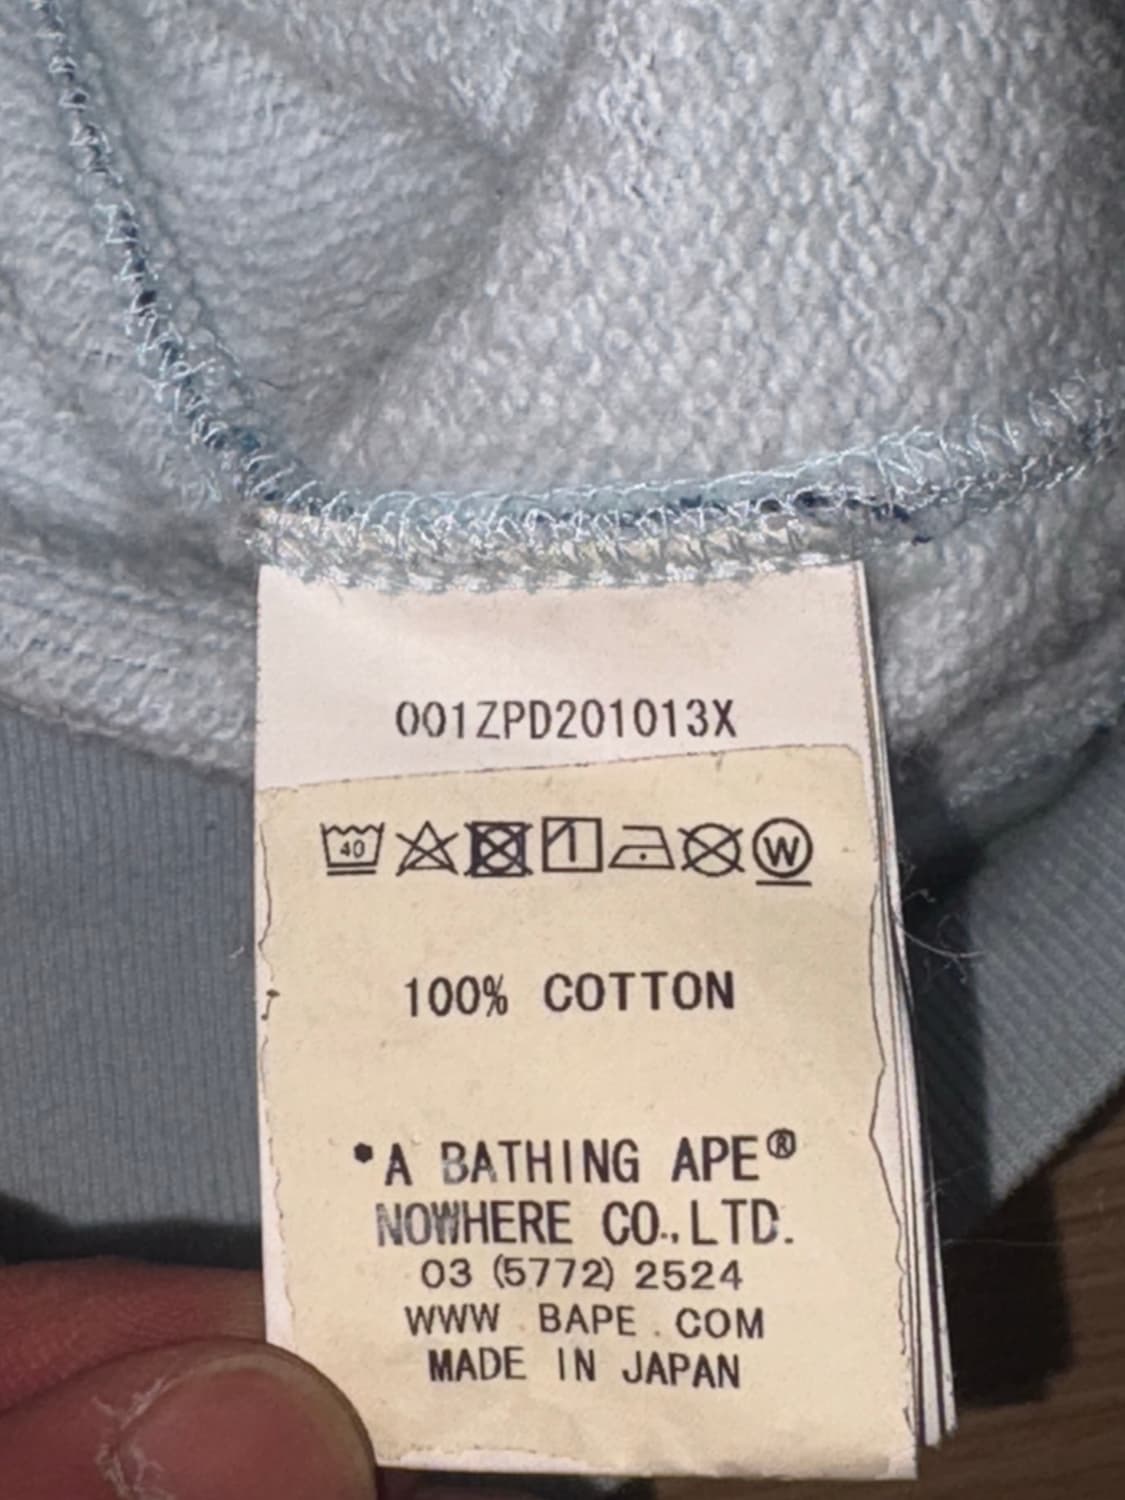 001ZPD201013X
40 W
100% COTTON
*A BATHING APE®
NOWHERE CO.,LTD.
03 (5772) 2524
WWW . BAPE . COM
MADE IN JAPAN